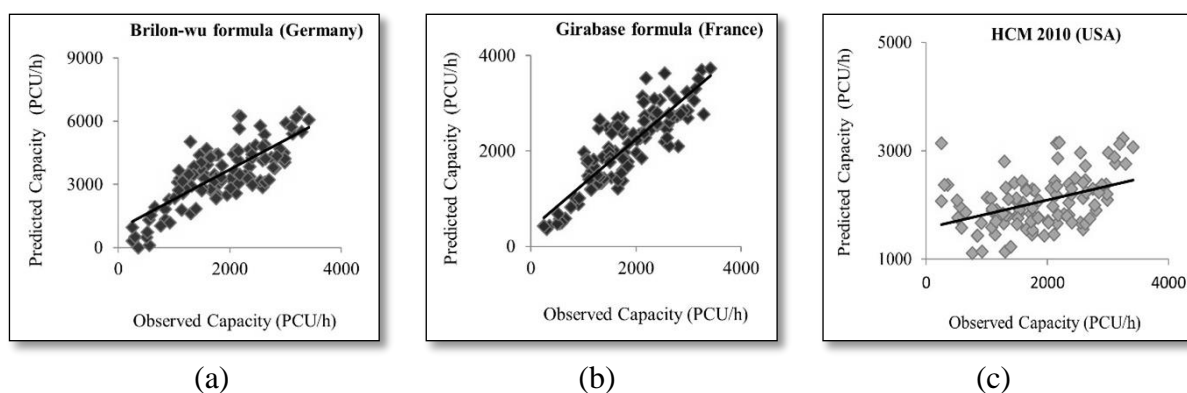 Brilon-wu formula (Germany)
9000
6000
3000
0
0
2000
4000
Predicted Capacity (PCU/h)
Observed Capacity (PCU/h)
(a)
Girabase formula (France)
4000
2000
0
0
2000
4000
Predicted Capacity (PCU/h)
Observed Capacity (PCU/h)
(b)
HCM 2010 (USA)
5000
3000
1000
0
2000
4000
Predicted Capacity (PCU/h)
Observed Capacity (PCU/h)
(c)